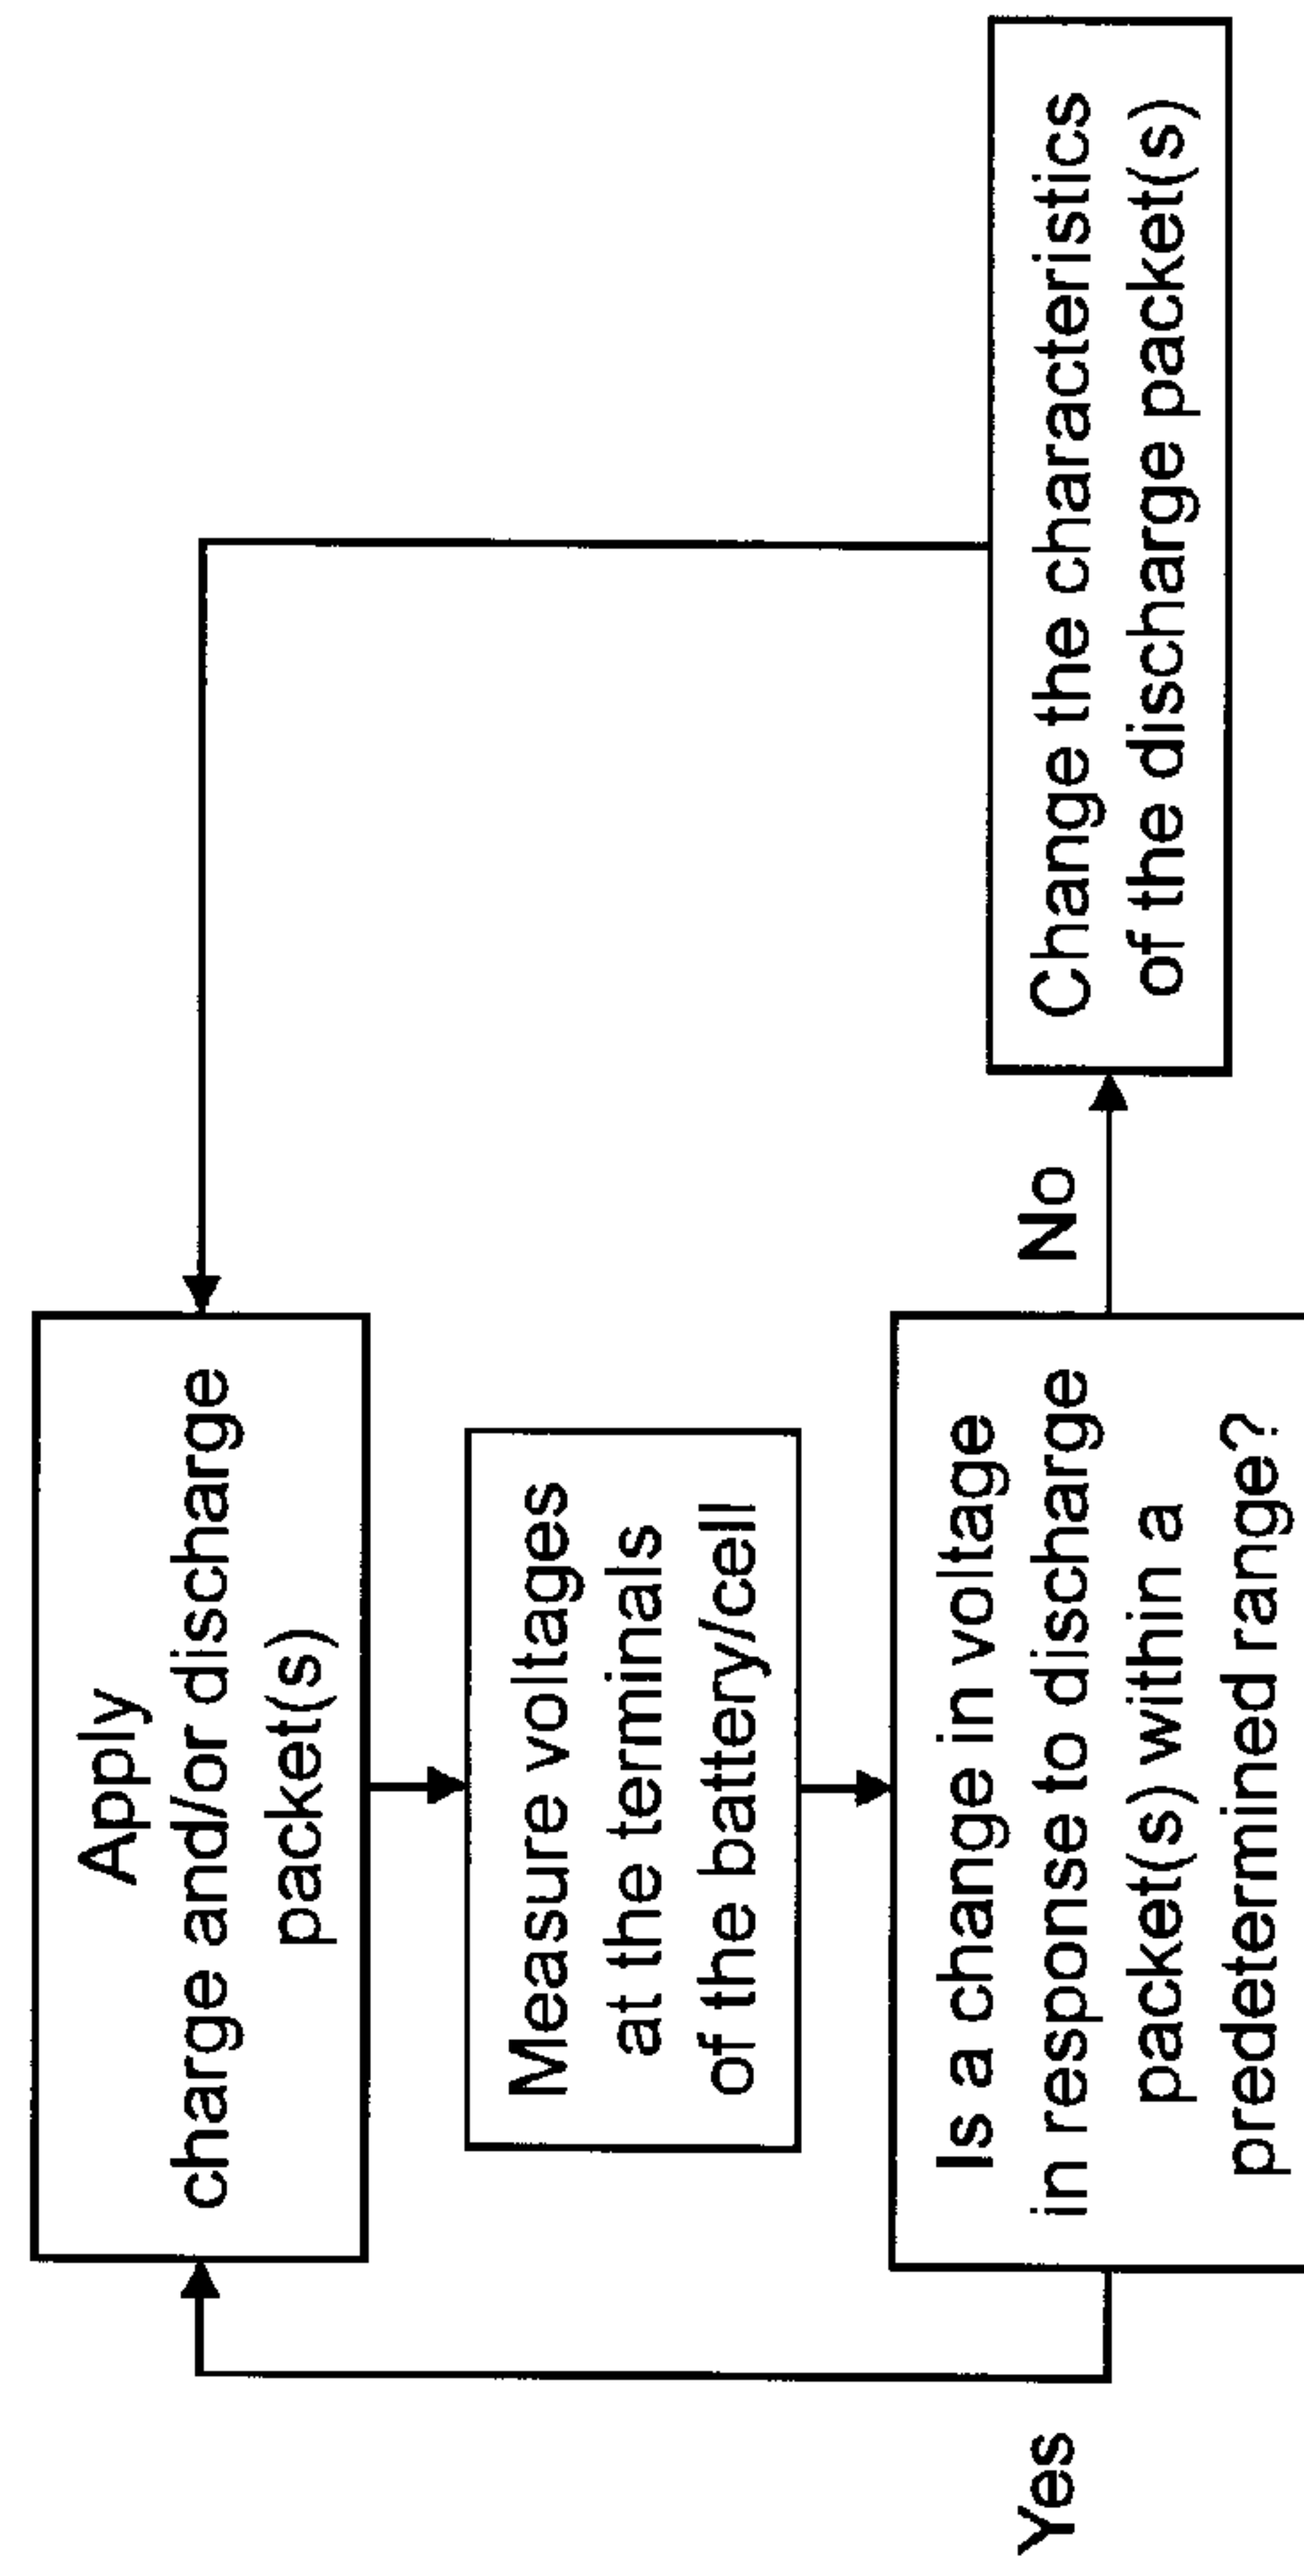 Apply
charge and/or discharge
packet(s)
Measure voltages
at the terminals
of the battery/cell
Is a change in voltage
in response to discharge
packet(s) within a
predetermined range?
Yes
No
Change the characteristics
of the discharge packet(s)